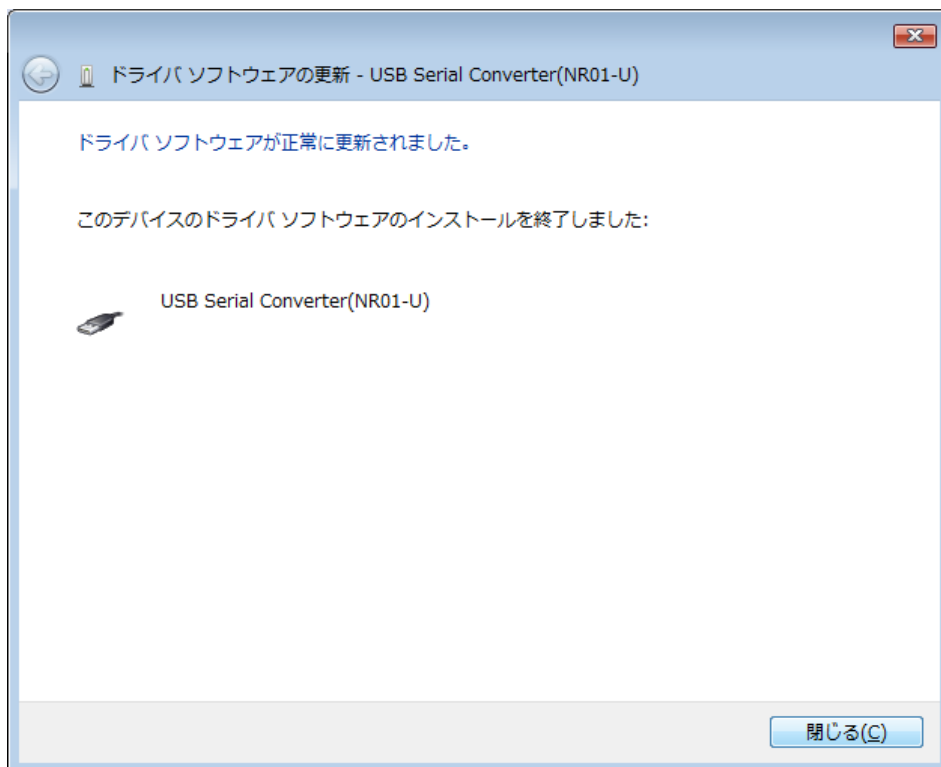 ドライバ ソフトウェアの更新 - USB Serial Converter(NR01-U)
ドライバ ソフトウェアが正常に更新されました。
このデバイスのドライバ ソフトウェアのインストールを終了しました:
USB Serial Converter(NR01-U)
閉じる(C)